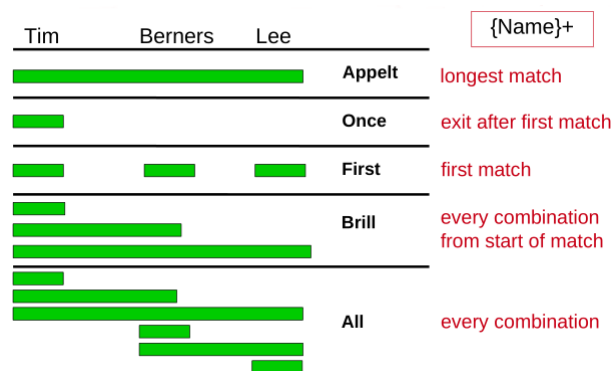 Tim Berners Lee {Name}+
Appelt longest match
Once exit after first match
First first match
Brill every combination
from start of match
All every combination